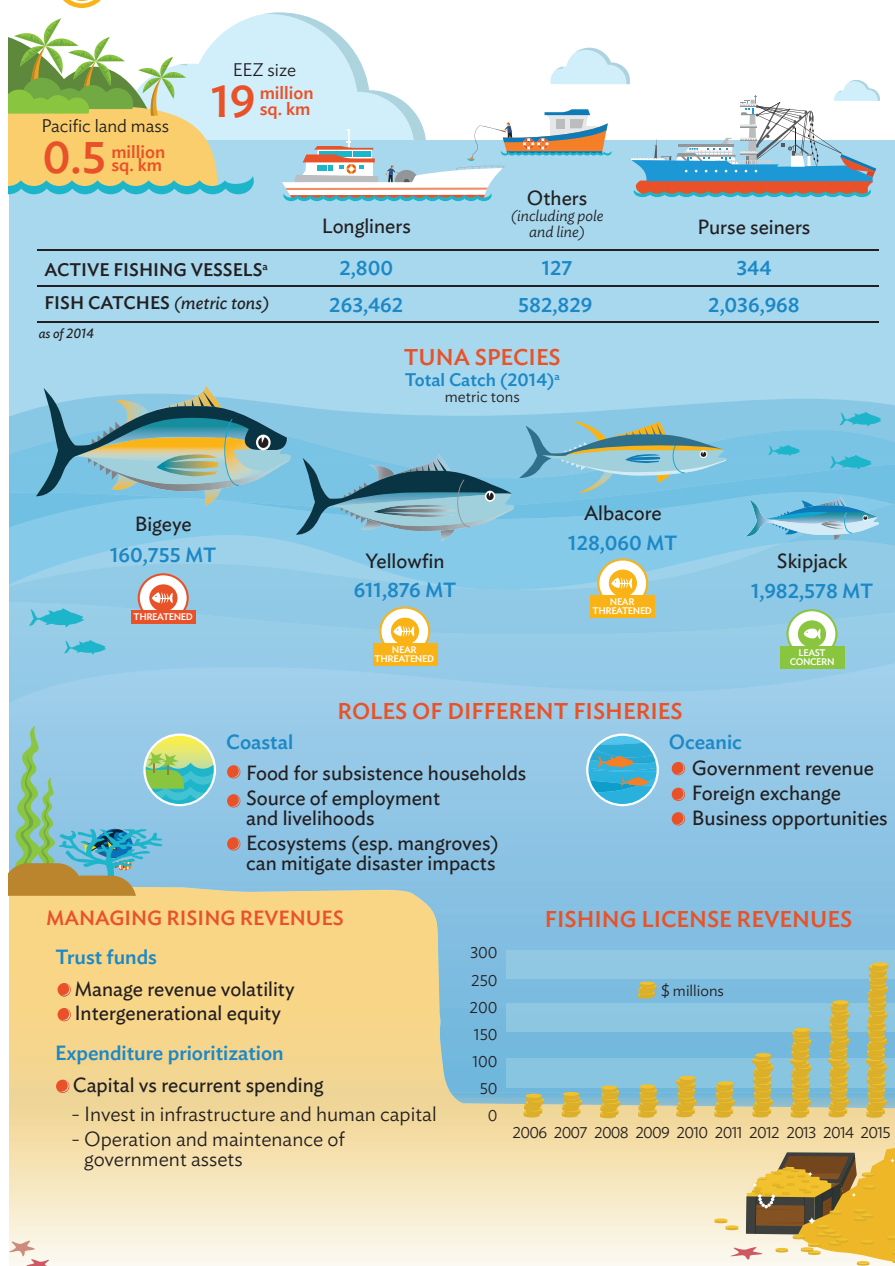 EEZ size
19 million sq. km
Pacific land mass
0.5 million sq. km
Longliners
Others
(including pole
and line)
Purse seiners
ACTIVE FISHING VESSELSª 2,800 127 344
FISH CATCHES (metric tons) 263,462 582,829 2,036,968
as of 2014
TUNA SPECIES
Total Catch (2014)ª
metric tons
Bigeye
160,755 MT
THREATENED
Yellowfin
611,876 MT
NEAR
THREATENED
Albacore
128,060 MT
NEAR
THREATENED
Skipjack
1,982,578 MT
LEAST
CONCERN
ROLES OF DIFFERENT FISHERIES
Coastal
Food for subsistence households
Source of employment
and livelihoods
Ecosystems (esp. mangroves)
can mitigate disaster impacts
Oceanic
Government revenue
Foreign exchange
Business opportunities
MANAGING RISING REVENUES
Trust funds
Manage revenue volatility
Intergenerational equity
Expenditure prioritization
Capital vs recurrent spending
- Invest in infrastructure and human capital
- Operation and maintenance of
government assets
FISHING LICENSE REVENUES
300
250
200
150
100
50
0
$ millions
2006 2007 2008 2009 2010 2011 2012 2013 2014 2015